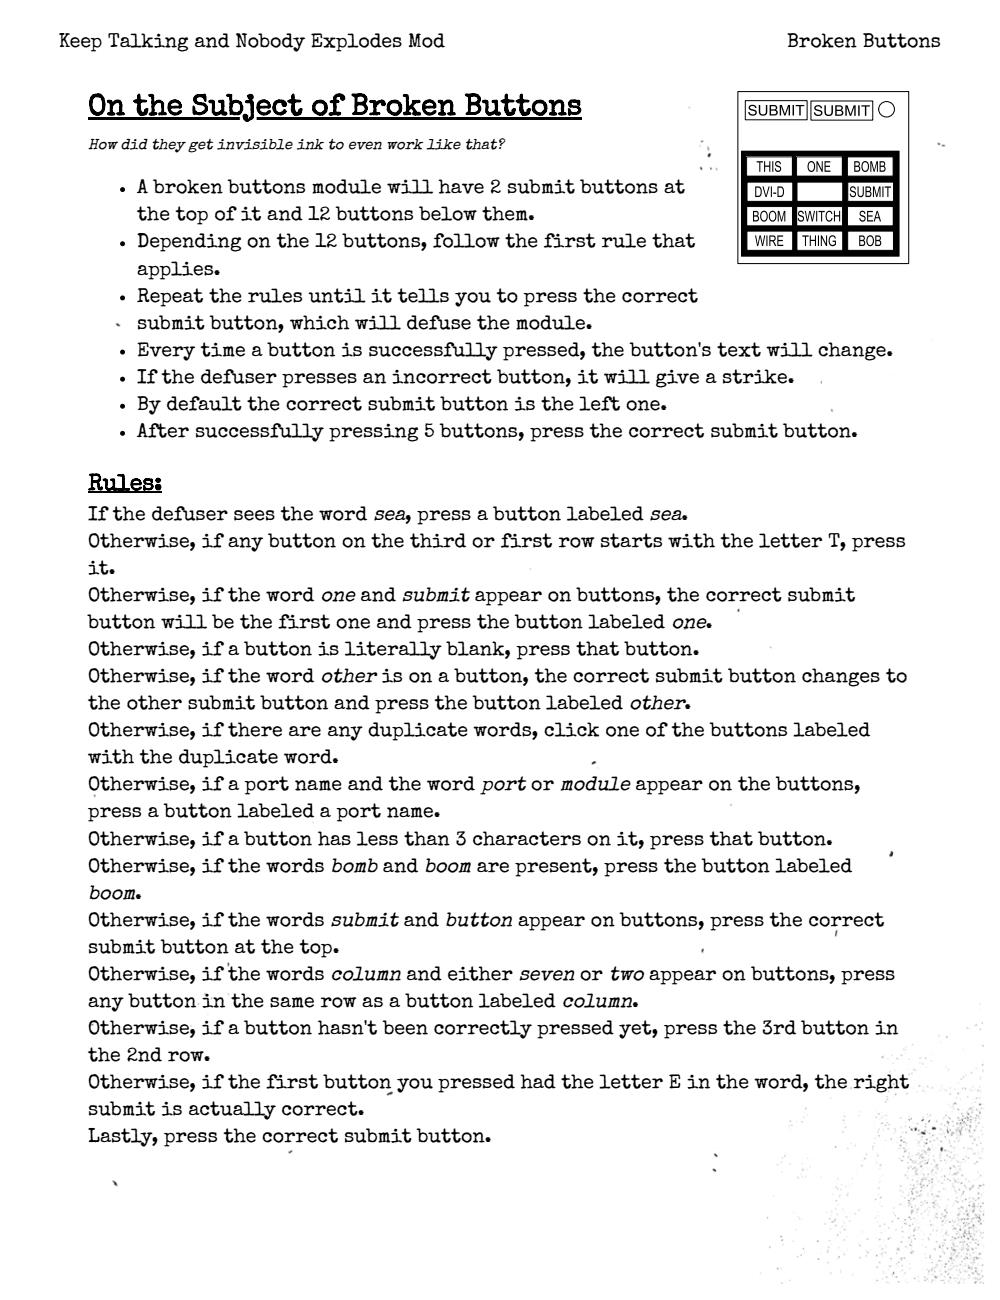 Keep Talking and Nobody Explodes Mod
Broken Buttons
On the Subject of Broken Buttons
How did they get invisible ink to even work like that?
SUBMIT SUBMIT
THIS ONE BOMB
DVI-D SUBMIT
BOOM SWITCH SEA
WIRE THING BOB
• A broken buttons module will have 2 submit buttons at
the top of it and 12 buttons below them.
• Depending on the 12 buttons, follow the first rule that
applies.
• Repeat the rules until it tells you to press the correct
submit button, which will defuse the module.
• Every time a button is successfully pressed, the button's text will change.
• If the defuser presses an incorrect button, it will give a strike.
• By default the correct submit button is the left one.
• After successfully pressing 5 buttons, press the correct submit button.
Rules:
If the defuser sees the word sea, press a button labeled sea.
Otherwise, if any button on the third or first row starts with the letter T, press
it.
Otherwise, if the word one and submit appear on buttons, the correct submit
button will be the first one and press the button labeled one.
Otherwise, if a button is literally blank, press that button.
Otherwise, if the word other is on a button, the correct submit button changes to
the other submit button and press the button labeled other.
Otherwise, if there are any duplicate words, click one of the buttons labeled
with the duplicate word.
Otherwise, if a port name and the word port or module appear on the buttons,
press a button labeled a port name.
Otherwise, if a button has less than 3 characters on it, press that button.
Otherwise, if the words bomb and boom are present, press the button labeled
boom.
Otherwise, if the words submit and button appear on buttons, press the correct
submit button at the top.
Otherwise, if the words column and either seven or two appear on buttons, press
any button in the same row as a button labeled column.
Otherwise, if a button hasn't been correctly pressed yet, press the 3rd button in
the 2nd row.
Otherwise, if the first button you pressed had the letter E in the word, the right
submit is actually correct.
Lastly, press the correct submit button.